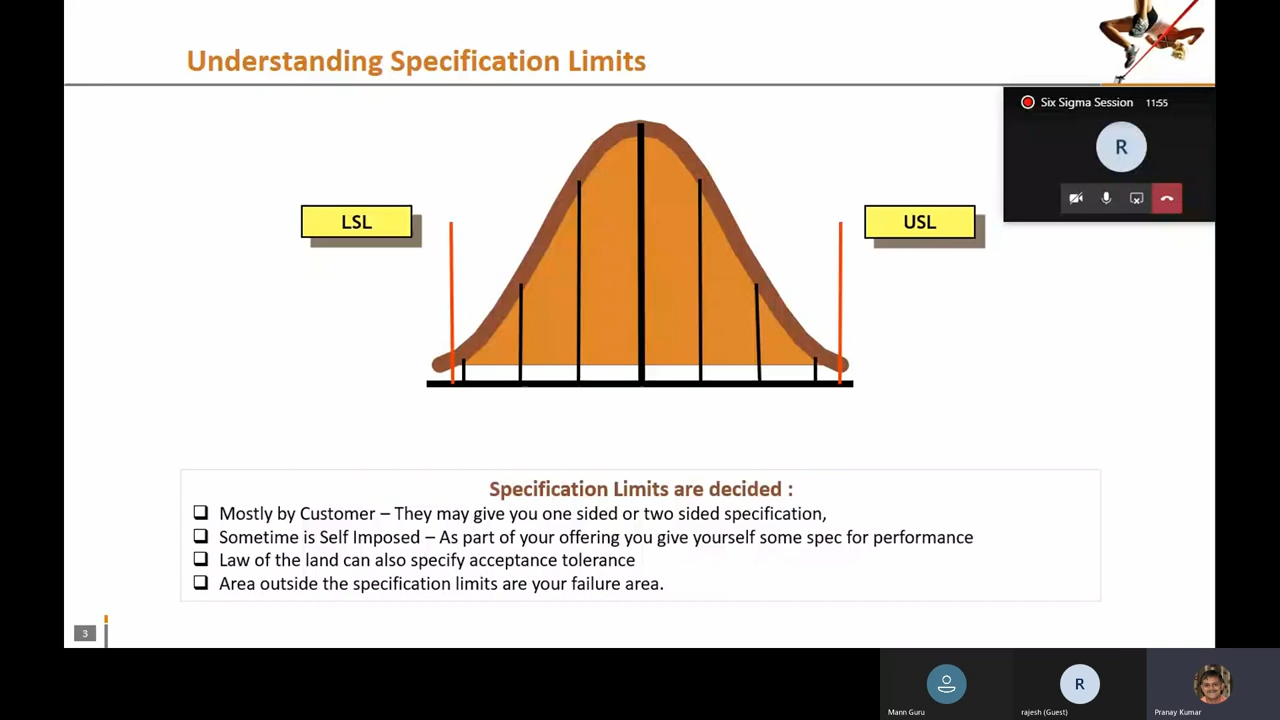 Understanding Specification Limits
Six Sigma Session 11:55
R
LSL
USL
Specification Limits are decided :
Mostly by Customer – They may give you one sided or two sided specification,
Sometime is Self Imposed – As part of your offering you give yourself some spec for performance
Law of the land can also specify acceptance tolerance
Area outside the specification limits are your failure area.
3
R
Mann Guru
rajesh (Guest)
Pranay Kumar